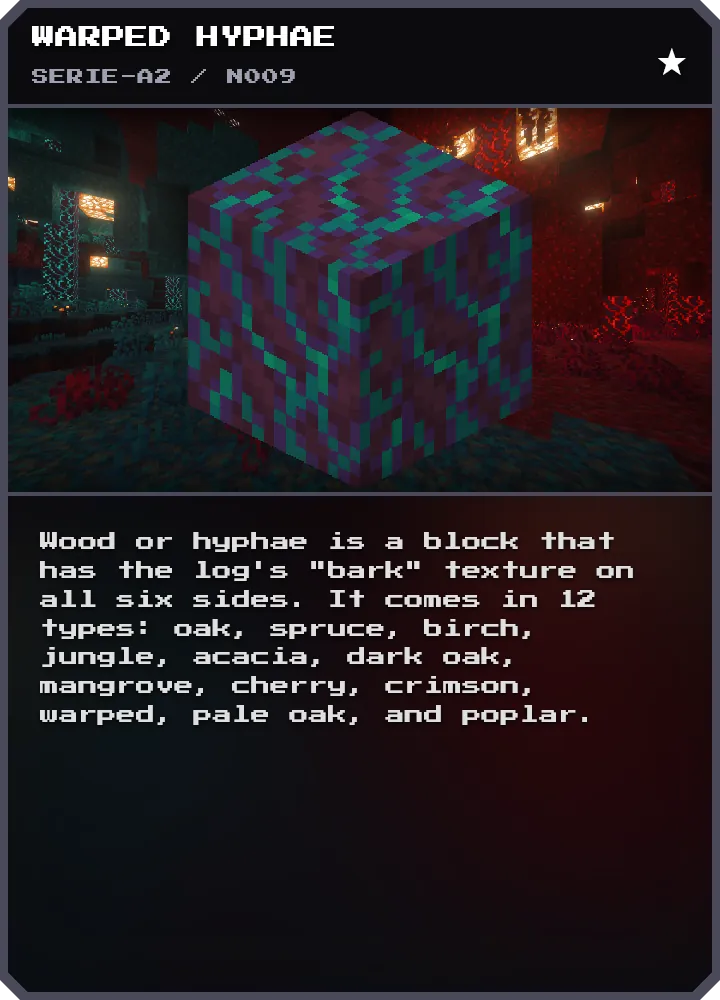 WARPED HYPHAE
SERIE-A2 / N009
Wood or hyphae is a block that
has the log's "bark" texture on
all six sides. It comes in 12
types: oak, spruce, birch,
jungle, acacia, dark oak,
mangrove, cherry, crimson,
warped, pale oak, and poplar.